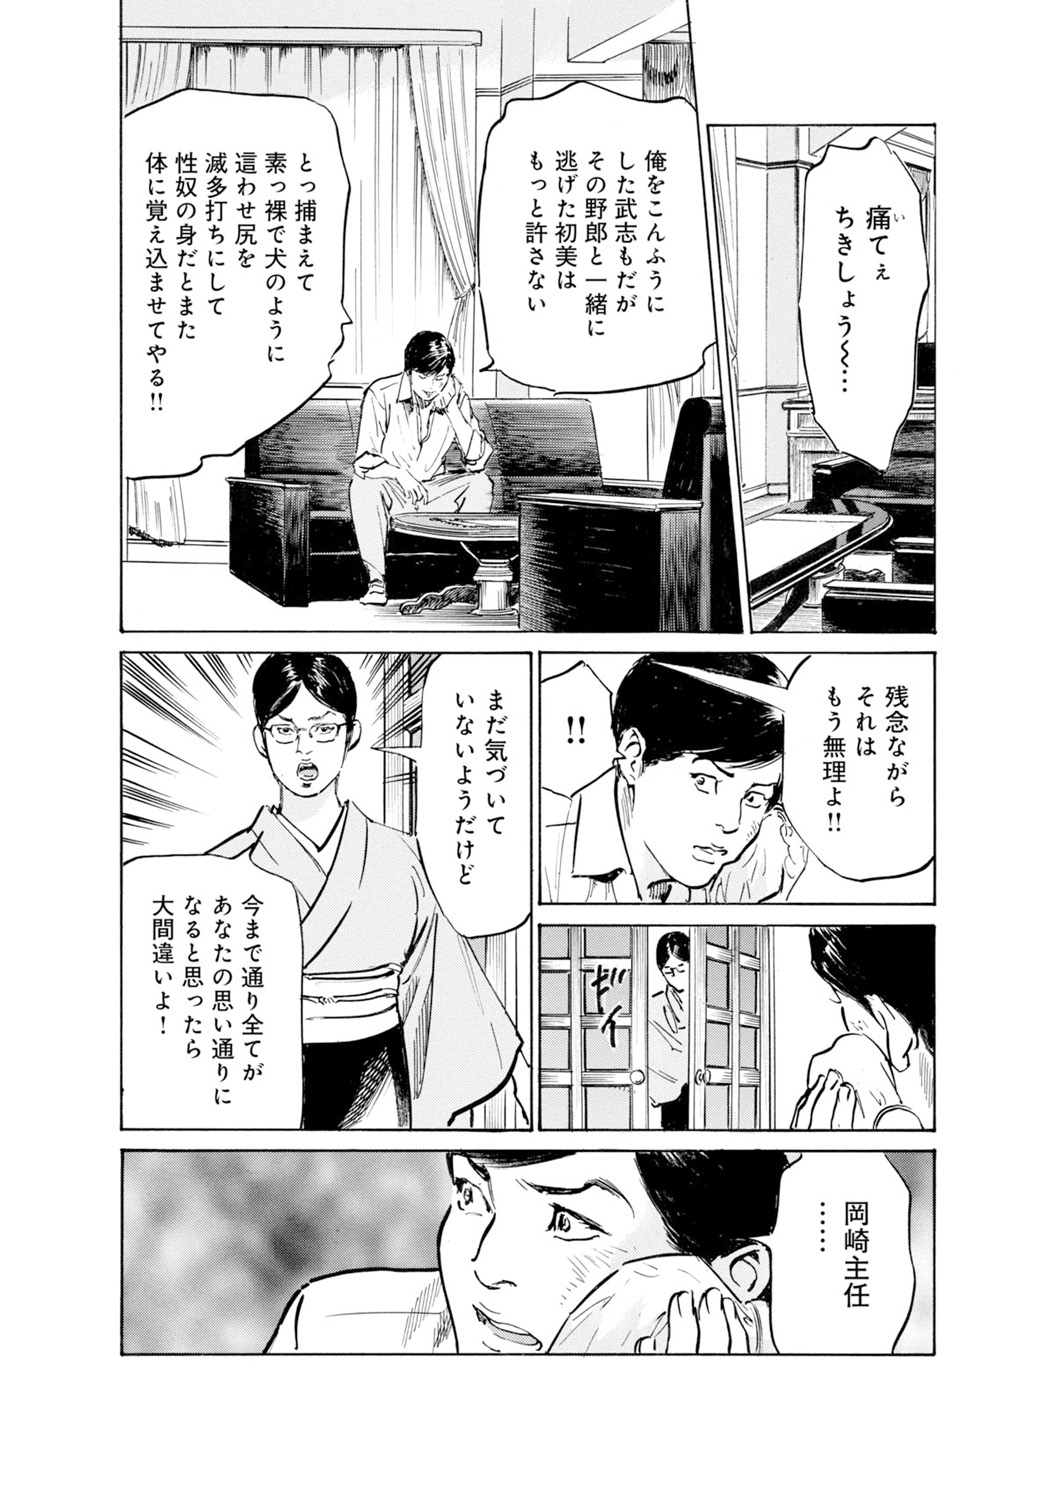 痛てぇ
い
ちきしょう〜…
俺をこんふうに
した武志もだが
その野郎と一緒に
逃げた初美は
もっと許さない
とっ捕まえて
素っ裸で犬のように
這わせ尻を
滅多打ちにして
性奴の身だとまた
体に覚え込ませてやる!!
残念ながら
それは
もう無理よ!!
!!
ギィ
まだ気づいて
いないようだけど
今まで通り全てが
あなたの思い通りに
なると思ったら
大間違いよ！
岡崎主任
……